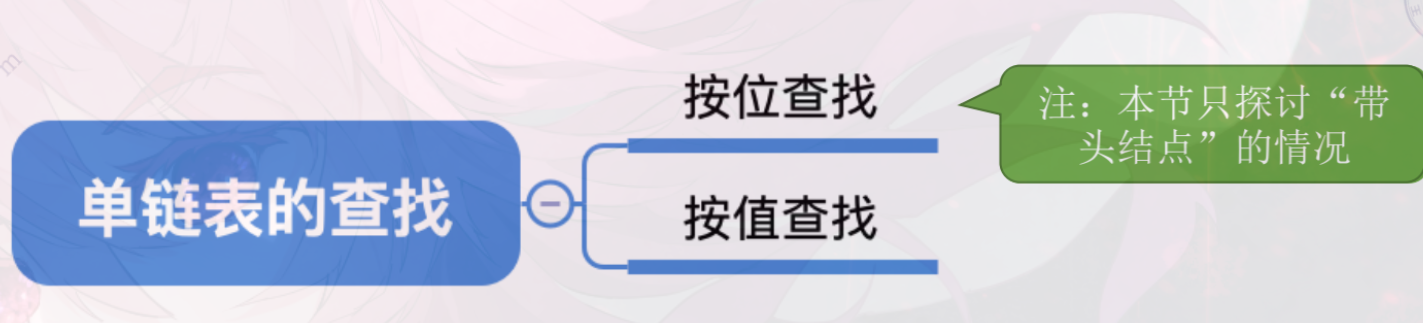 单链表的查找
按位查找
按值查找
注：本节只探讨“带
头结点”的情况
m